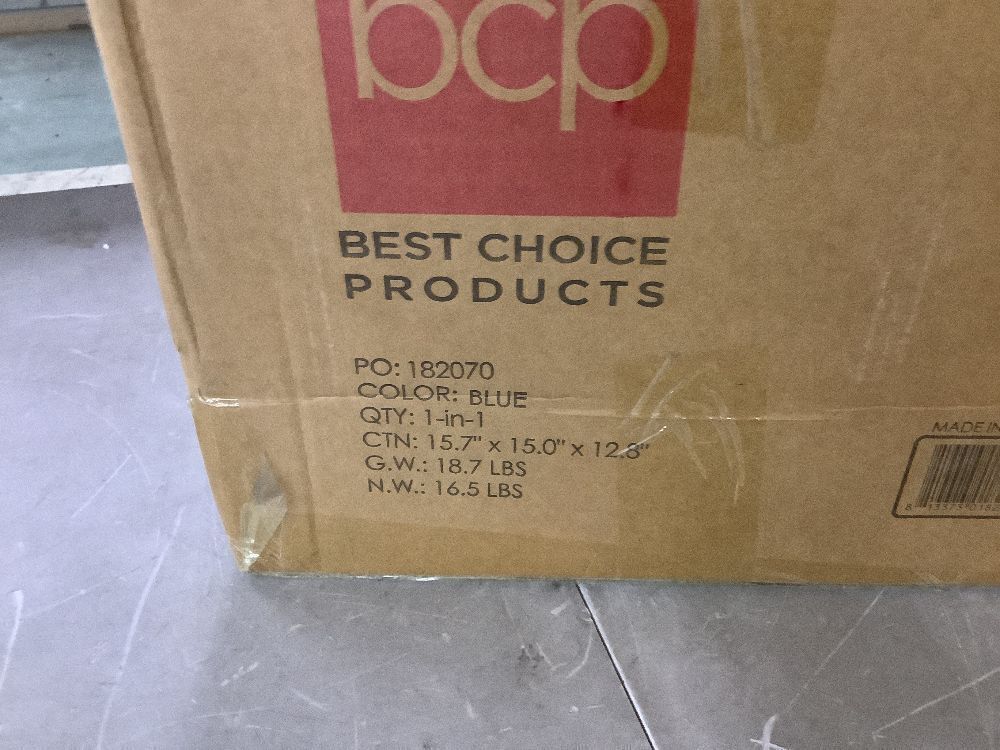 bcp
BEST CHOICE
PRODUCTS
PO: 182070
COLOR: BLUE
QTY: 1-in-1
CTN: 15.7" x 15.0" x 12.8"
G.W.: 18.7 LBS
N.W.: 16.5 LBS
MADE IN